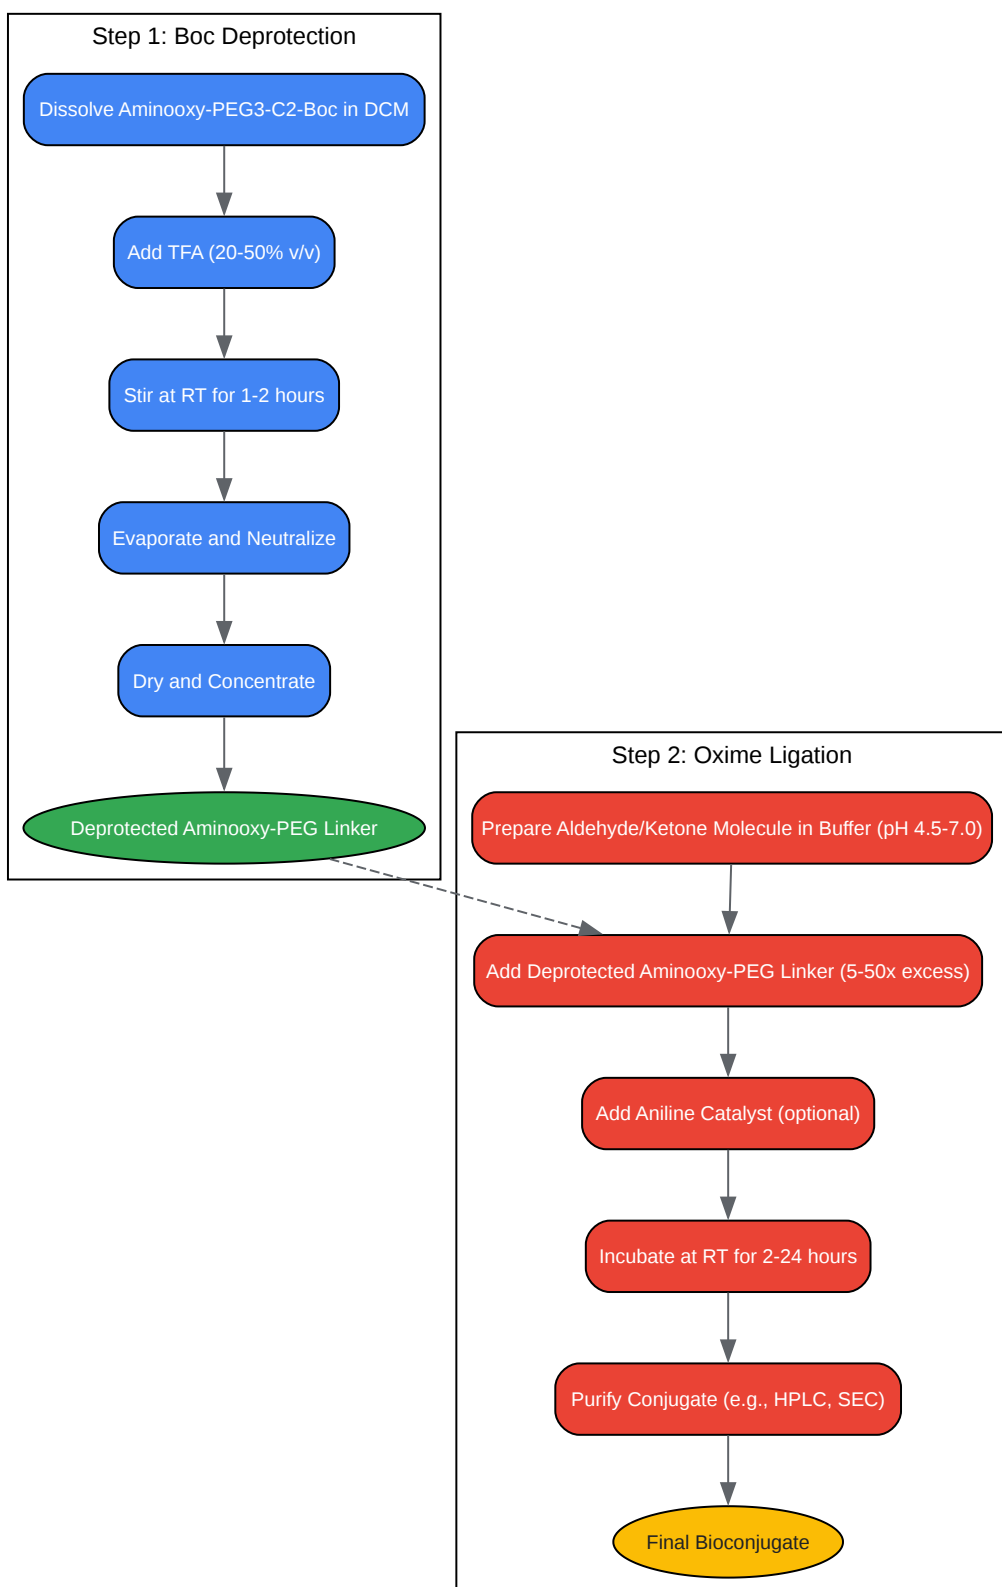 Step 1: Boc Deprotection
Dissolve Aminooxy-PEG3-C2-Boc in DCM
Add TFA (20-50% v/v)
Stir at RT for 1-2 hours
Evaporate and Neutralize
Dry and Concentrate
Deprotected Aminooxy-PEG Linker
Step 2: Oxime Ligation
Prepare Aldehyde/Ketone Molecule in Buffer (pH 4.5-7.0)
Add Deprotected Aminooxy-PEG Linker (5-50x excess)
Add Aniline Catalyst (optional)
Incubate at RT for 2-24 hours
Purify Conjugate (e.g., HPLC, SEC)
Final Bioconjugate